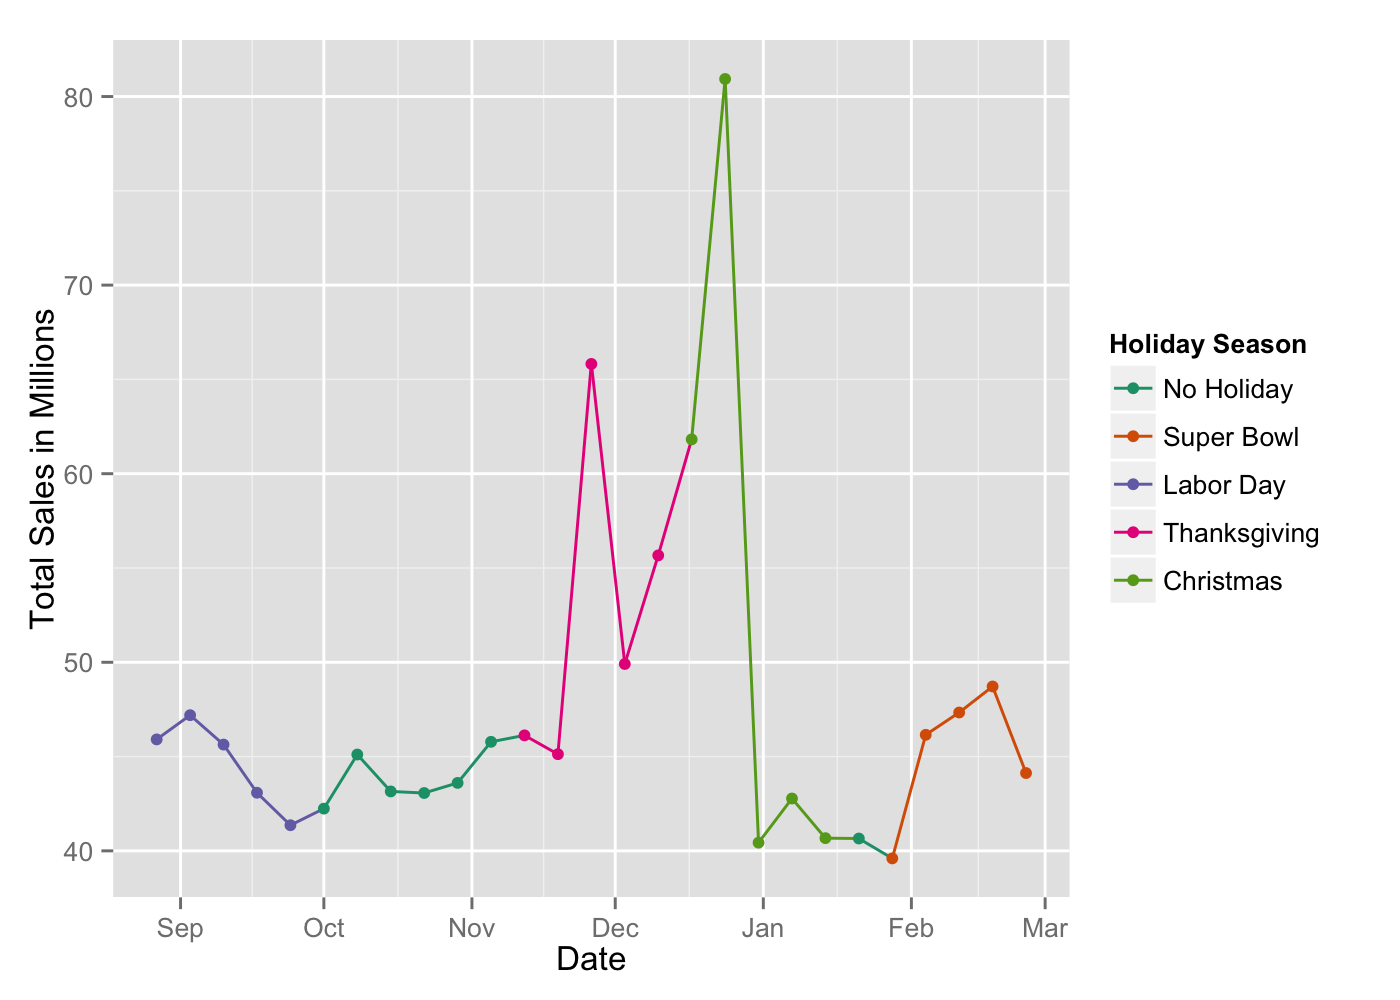 80
70
60
50
40
Total Sales in Millions
Sep Oct Nov Dec Jan Feb Mar
Date
Holiday Season
No Holiday
Super Bowl
Labor Day
Thanksgiving
Christmas